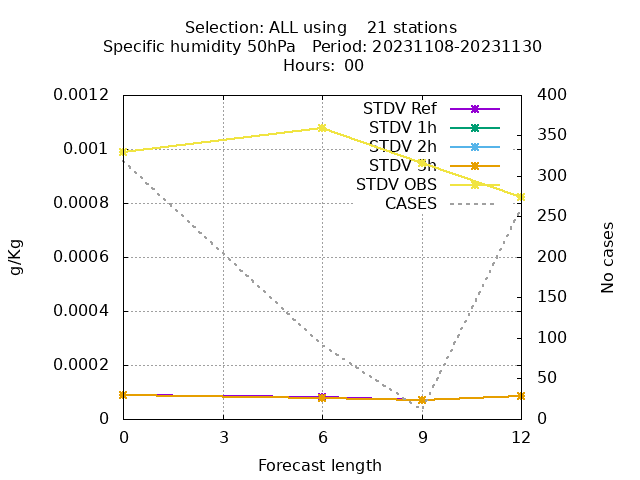 Selection: ALL using    21 stations
Specific humidity 50hPa   Period: 20231108-20231130
Hours:  00
0.0012
0.001
0.0008
0.0006
0.0004
0.0002
0
g/Kg
STDV Ref
STDV 1h
STDV 2h
STDV 3h
STDV OBS
CASES
400
350
300
250
200
150
100
50
0
No cases
0
3
6
9
12
Forecast length